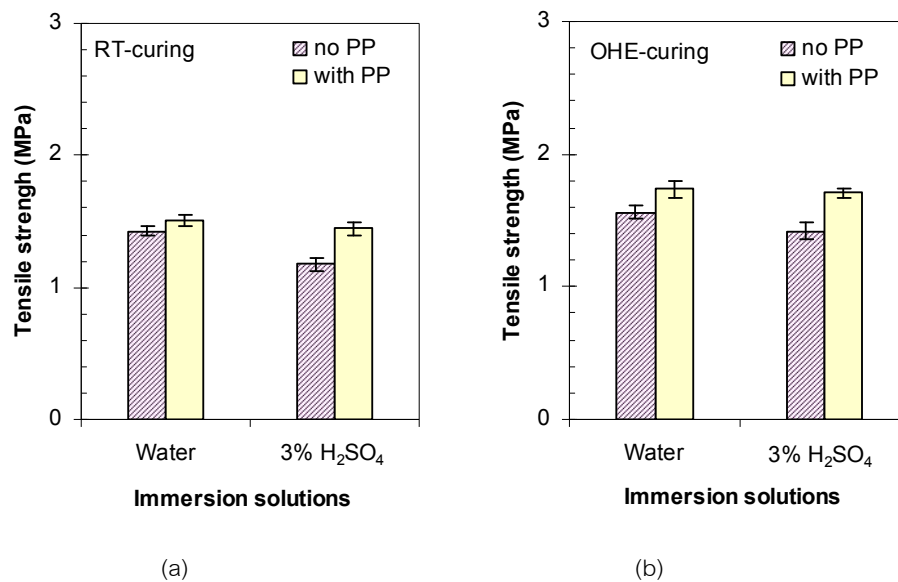 3
RT-curing
no PP
with PP
2
1
0
Tensile strengh (MPa)
Water
3% H₂SO₄
Immersion solutions
(a)
3
OHE-curing
no PP
with PP
2
1
0
Tensile strength (MPa)
Water
3% H₂SO₄
Immersion solutions
(b)